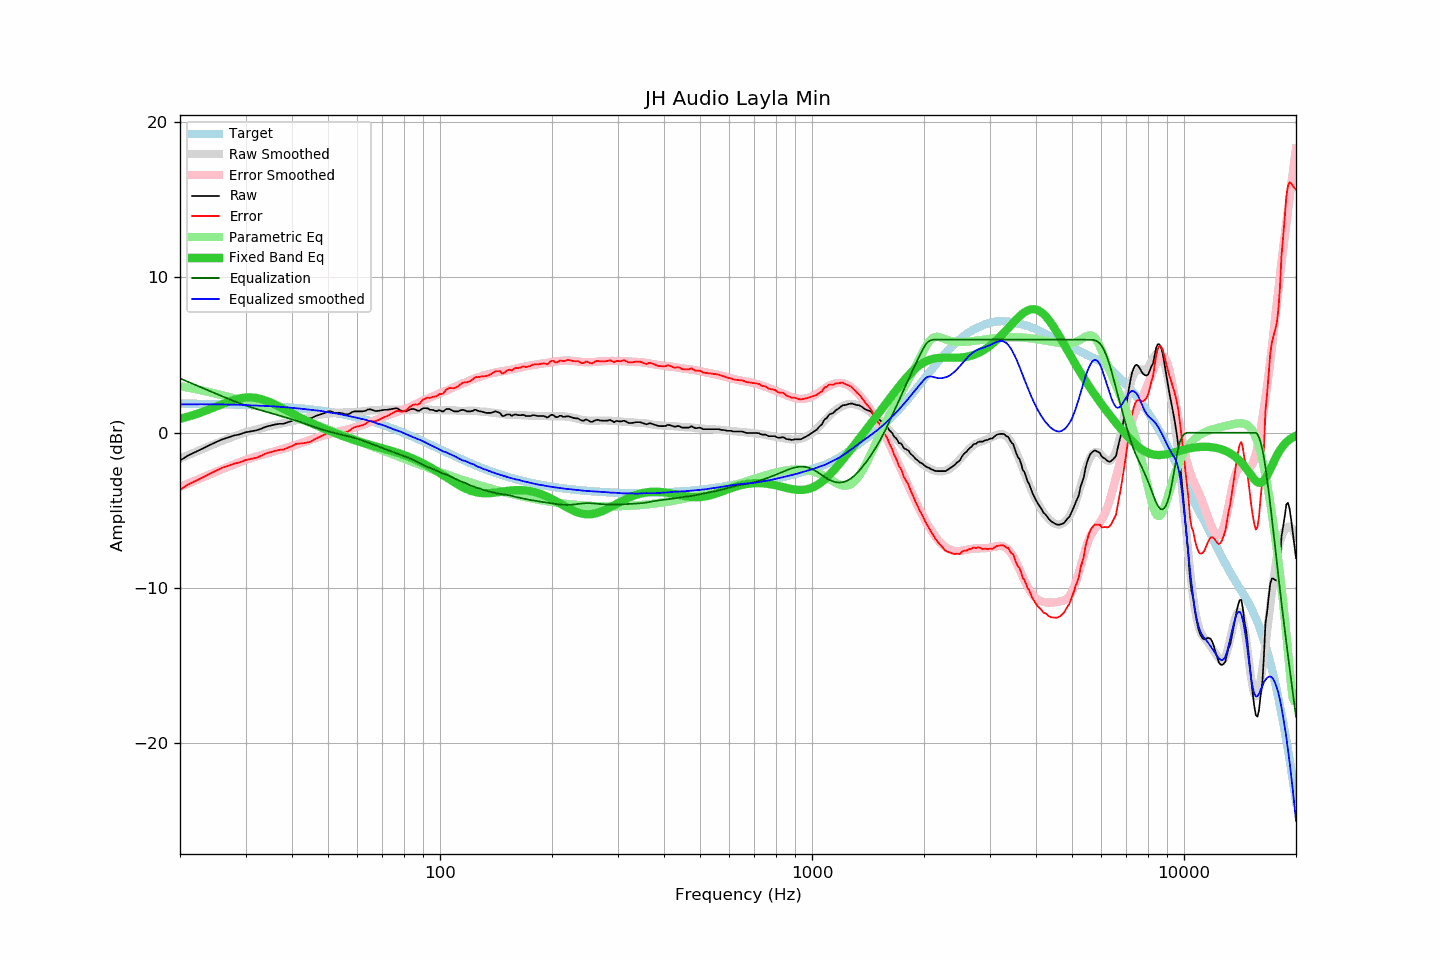 JH Audio Layla Min
20
10
0
−10
−20
Amplitude (dBr)
Target
Raw Smoothed
Error Smoothed
Raw
Error
Parametric Eq
Fixed Band Eq
Equalization
Equalized smoothed
100
1000
10000
Frequency (Hz)